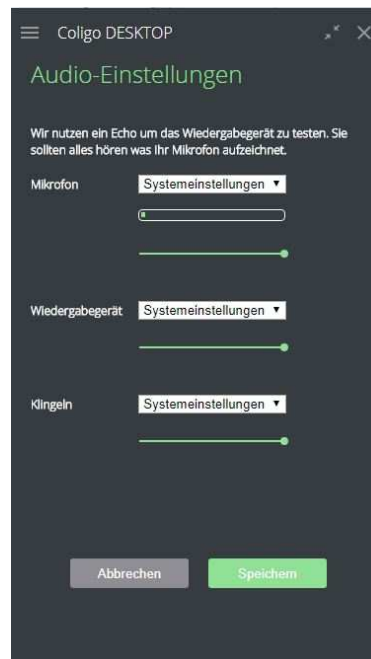 Coligo DESKTOP
Audio-Einstellungen
Wir nutzen ein Echo um das Wiedergabegerät zu testen. Sie
sollten alles hören was Ihr Mikrofon aufzeichnet.
Mikrofon Systemeinstellungen
Wiedergabegerät Systemeinstellungen
Klingeln Systemeinstellungen
Abbrechen Speichern